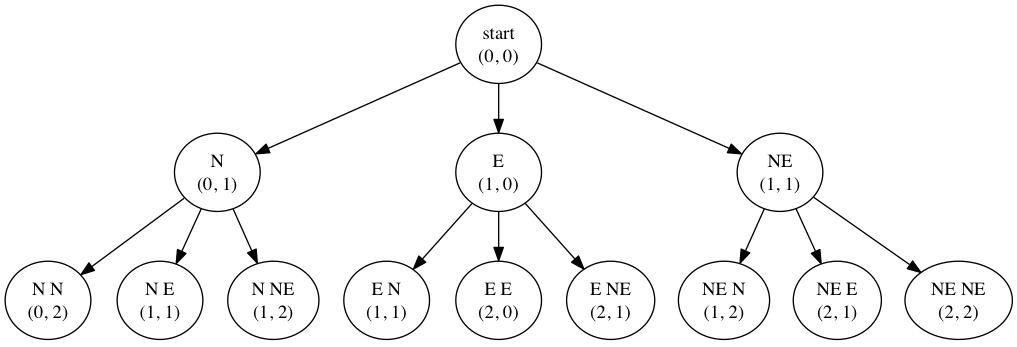 start
(0, 0)
N
(0, 1)
E
(1, 0)
NE
(1, 1)
N N
(0, 2)
N E
(1, 1)
N NE
(1, 2)
E N
(1, 1)
E E
(2, 0)
E NE
(2, 1)
NE N
(1, 2)
NE E
(2, 1)
NE NE
(2, 2)